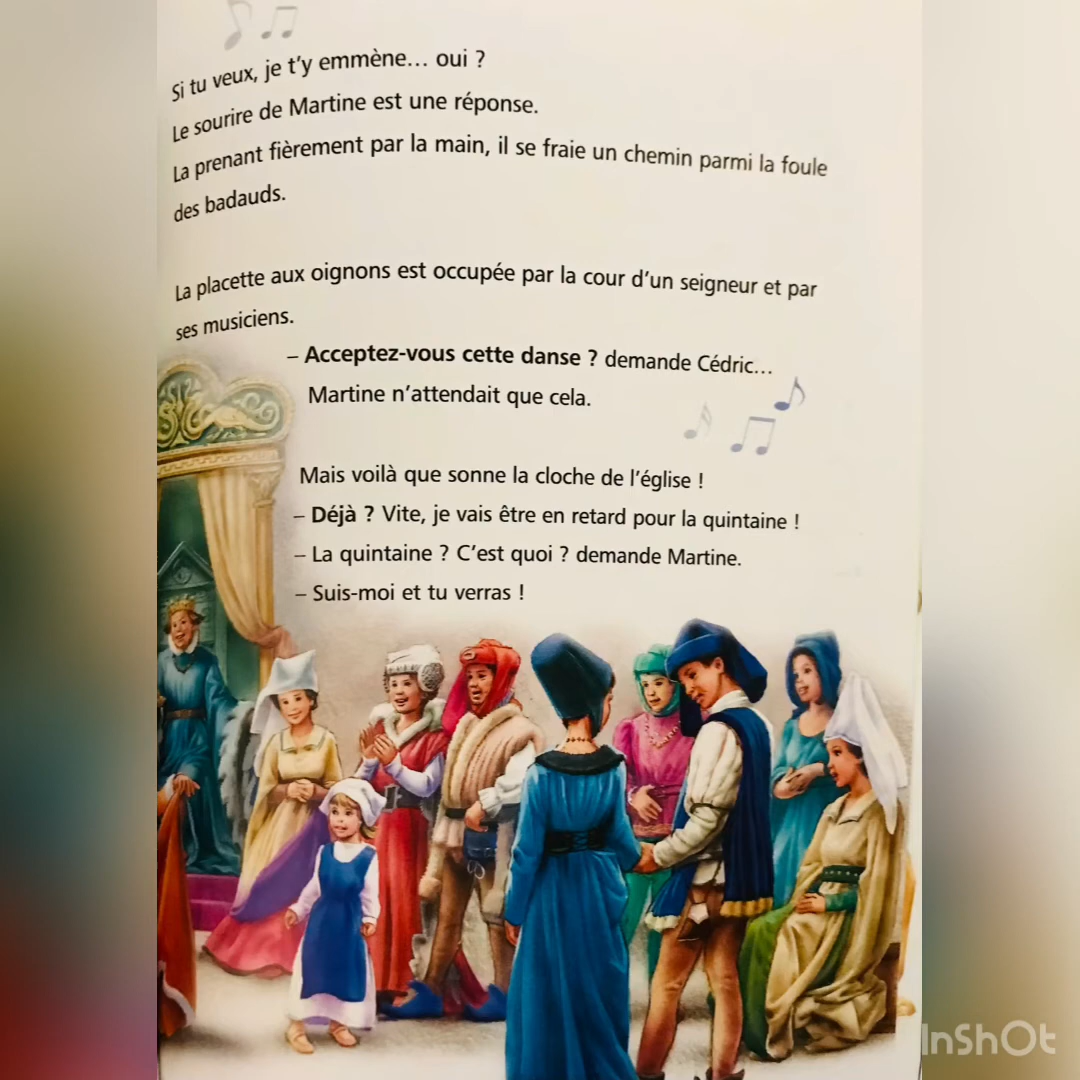 Si tu veux, je t'y emmène... oui ?
Le sourire de Martine est une réponse.
La prenant fièrement par la main, il se fraie un chemin parmi la foule
des badauds.
La placette aux oignons est occupée par la cour d'un seigneur et par
ses musiciens.
– Acceptez-vous cette danse ? demande Cédric...
Martine n'attendait que cela.
Mais voilà que sonne la cloche de l'église !
– Déjà ? Vite, je vais être en retard pour la quintaine !
– La quintaine ? C'est quoi ? demande Martine.
– Suis-moi et tu verras !
InShOt